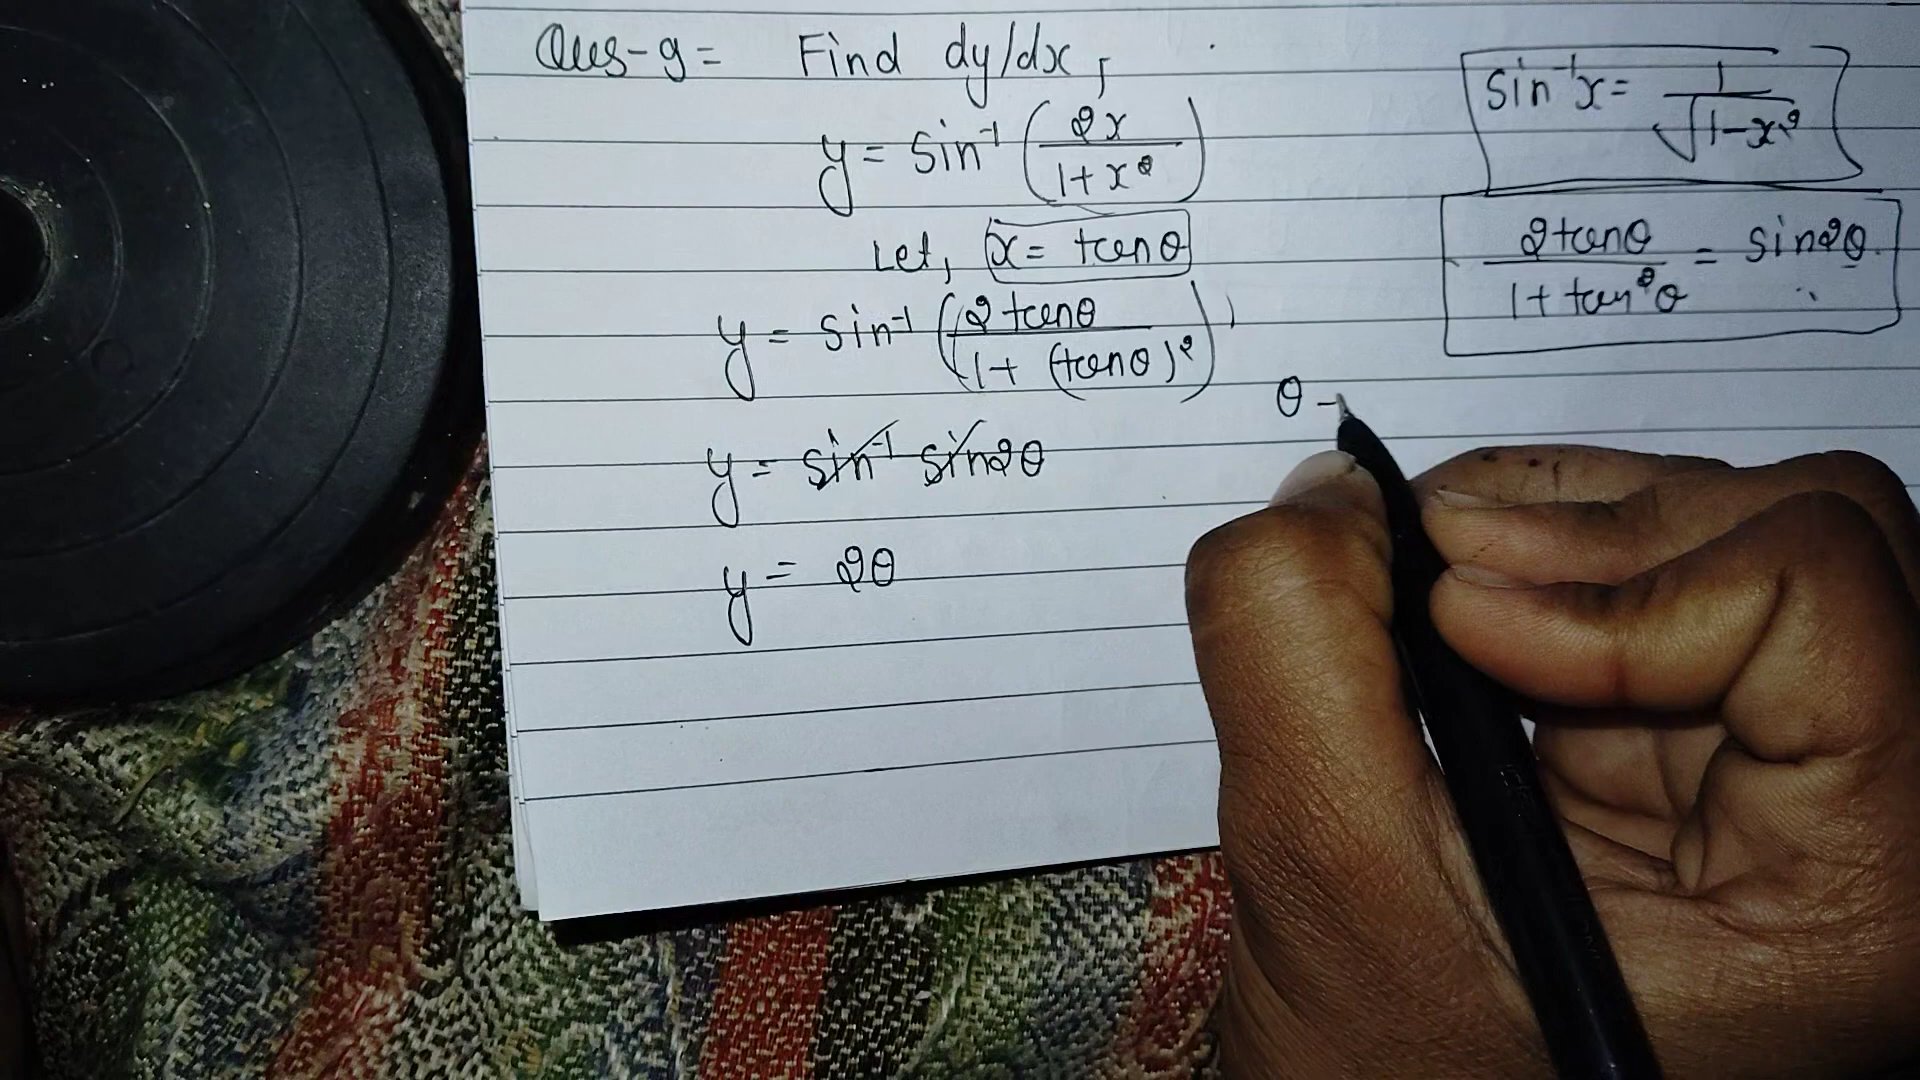 Ques-9= Find dy/dx,
y = sin⁻¹ (2x / 1+x²)
Let, x = tanθ
y = sin⁻¹ (2tanθ / 1+(tanθ)²)
y = sin⁻¹ sin2θ
y = 2θ
sin⁻¹x = 1 / √1-x²
2tanθ / 1+tan²θ = sin2θ
θ -